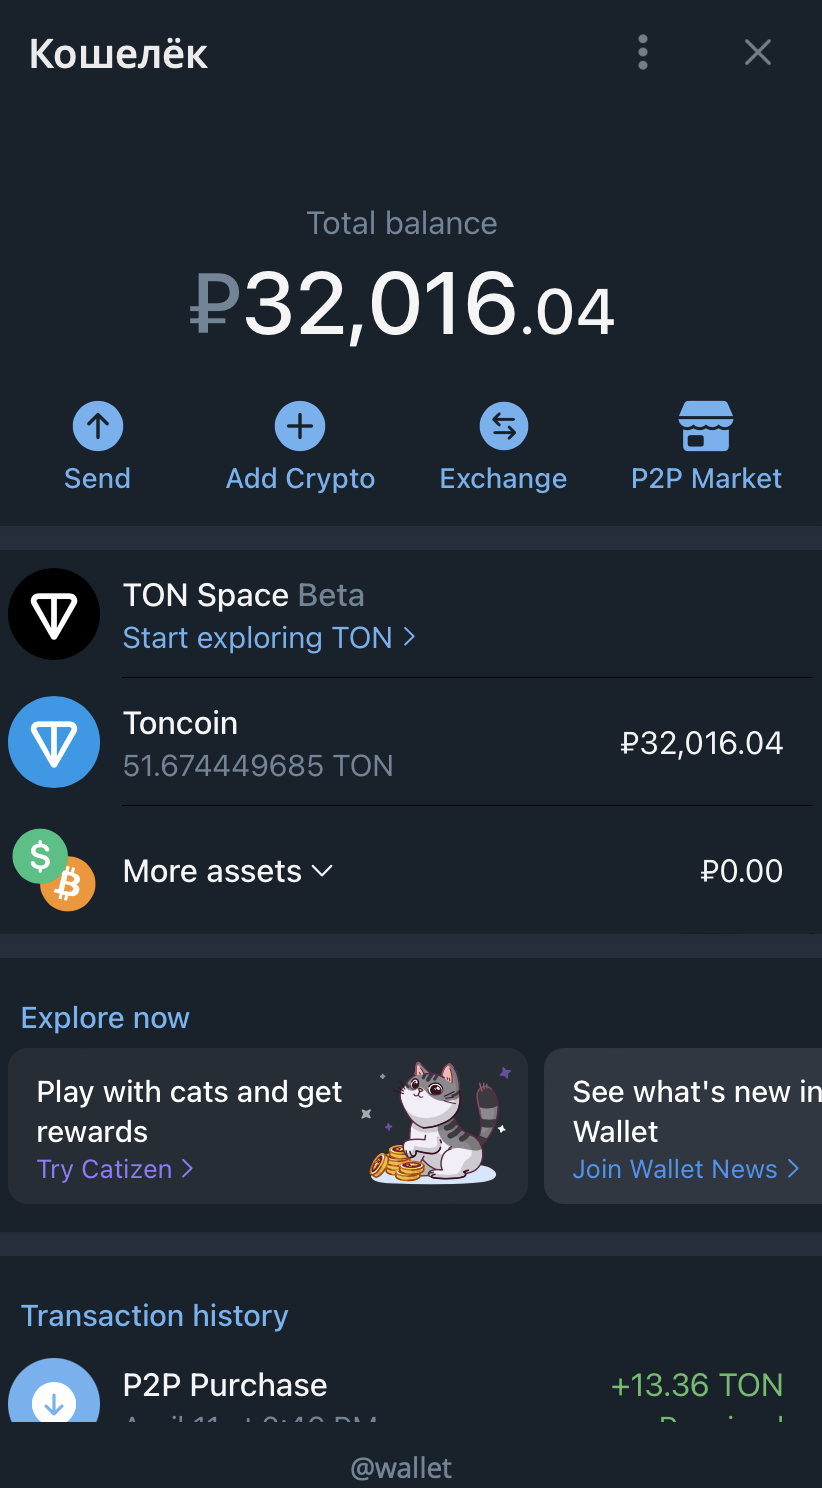 Кошелёк
Total balance
₽32,016.04
Send
Add Crypto
Exchange
P2P Market
TON Space Beta
Start exploring TON
Toncoin
51.674449685 TON
₽32,016.04
More assets
₽0.00
Explore now
Play with cats and get
rewards
Try Catizen
See what's new in
Wallet
Join Wallet News
Transaction history
P2P Purchase
+13.36 TON
@wallet